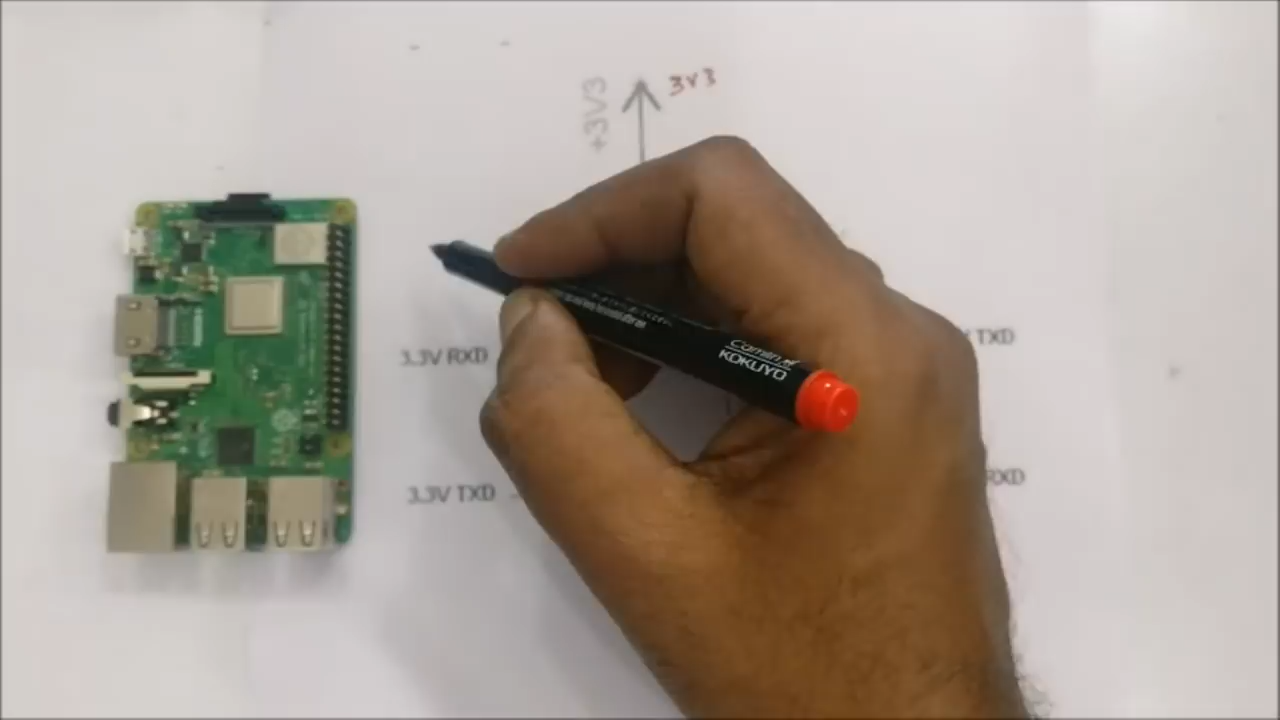 +3V3
3V3
3.3V RXD
TXD
Camlin
KOKUYO
3.3V TXD
RXD